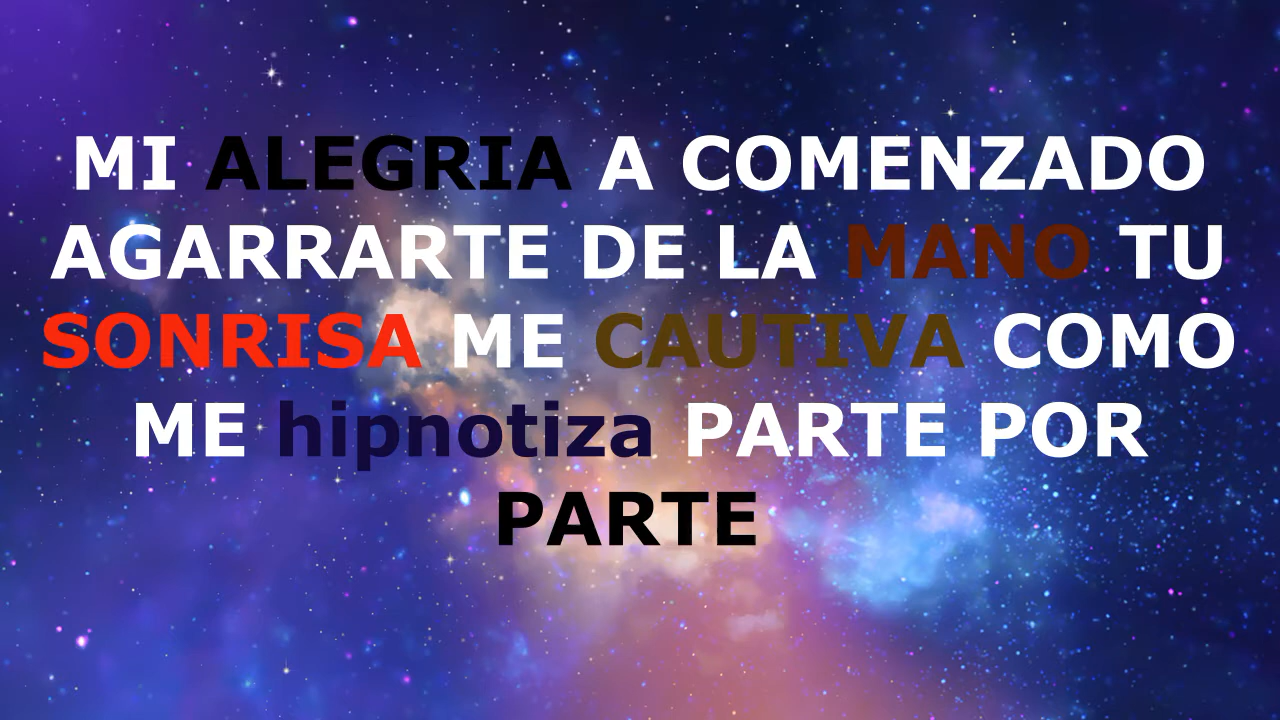 MI ALEGRIA A COMENZADO
AGARRARTE DE LA MANO TU
SONRISA ME CAUTIVA COMO
ME hipnotiza PARTE POR
PARTE